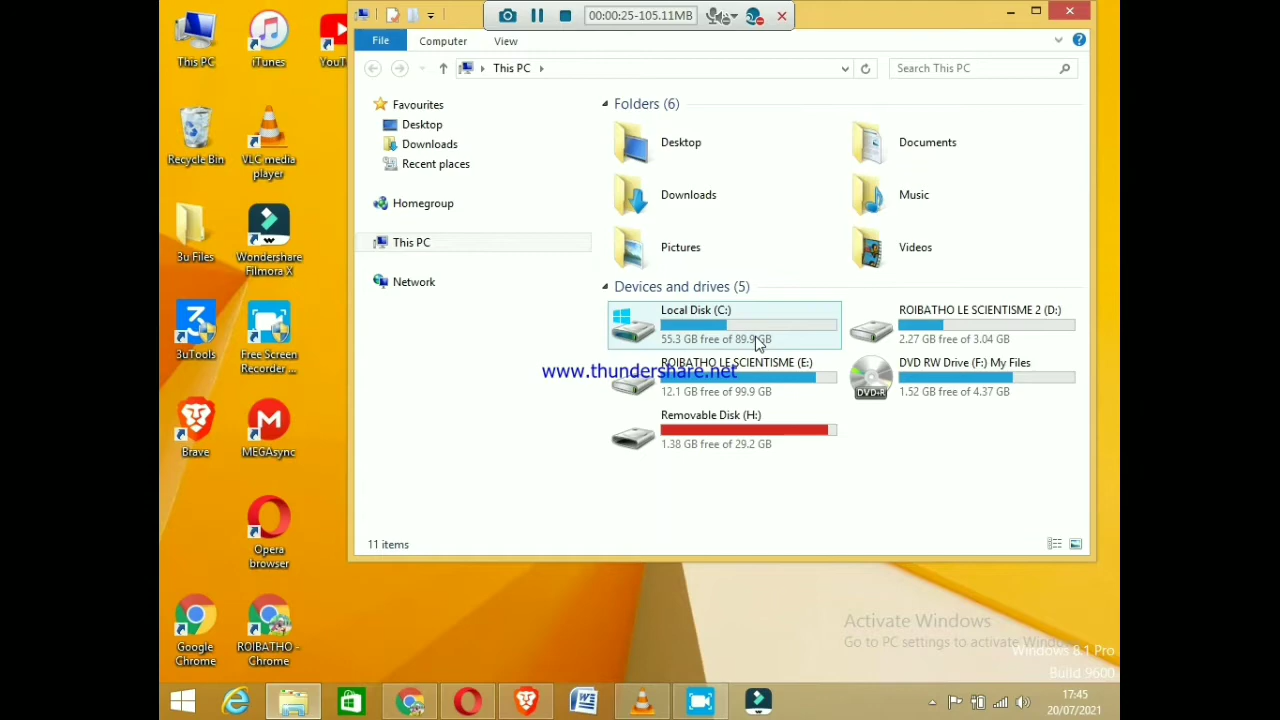 This PC
iTunes
YouT
Recycle Bin
VLC media
player
3u Files
Wondershare
Filmora X
3uTools
Free Screen
Recorder ...
Brave
MEGAsync
Opera
browser
Google
Chrome
ROIBATHO -
Chrome
00:00:25-105.11MB
File
Computer
View
This PC
Search This PC
Favourites
Desktop
Downloads
Recent places
Homegroup
This PC
Network
Folders (6)
Desktop
Documents
Downloads
Music
Pictures
Videos
Devices and drives (5)
Local Disk (C:)
55.3 GB free of 89.9 GB
ROIBATHO LE SCIENTISME 2 (D:)
2.27 GB free of 3.04 GB
ROIBATHO LE SCIENTISME (E:)
12.1 GB free of 99.9 GB
DVD-R
DVD RW Drive (F:) My Files
1.52 GB free of 4.37 GB
Removable Disk (H:)
1.38 GB free of 29.2 GB
www.thundershare.net
11 items
Activate Windows
Go to PC settings to activate Windows
Windows 8.1 Pro
Build 9600
17:45
20/07/2021